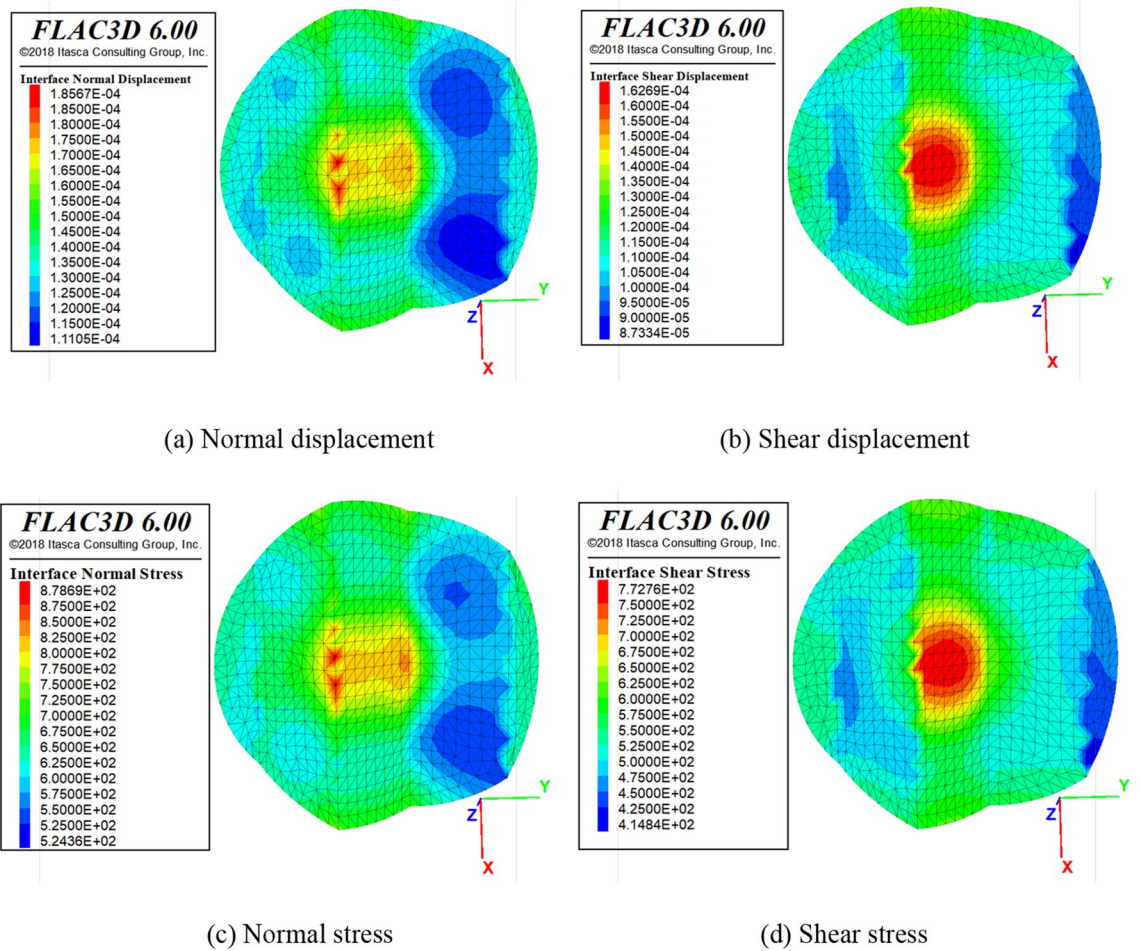 FLAC3D 6.00
©2018 Itasca Consulting Group, Inc.
Interface Normal Displacement
1.8567E-04
1.8500E-04
1.8000E-04
1.7500E-04
1.7000E-04
1.6500E-04
1.6000E-04
1.5500E-04
1.5000E-04
1.4500E-04
1.4000E-04
1.3500E-04
1.3000E-04
1.2500E-04
1.2000E-04
1.1500E-04
1.1105E-04
Y
Z
X
(a) Normal displacement
FLAC3D 6.00
©2018 Itasca Consulting Group, Inc.
Interface Shear Displacement
1.6269E-04
1.6000E-04
1.5500E-04
1.5000E-04
1.4500E-04
1.4000E-04
1.3500E-04
1.3000E-04
1.2500E-04
1.2000E-04
1.1500E-04
1.1000E-04
1.0500E-04
1.0000E-04
9.5000E-05
9.0000E-05
8.7334E-05
Y
Z
X
(b) Shear displacement
FLAC3D 6.00
©2018 Itasca Consulting Group, Inc.
Interface Normal Stress
8.7869E+02
8.7500E+02
8.5000E+02
8.2500E+02
8.0000E+02
7.7500E+02
7.5000E+02
7.2500E+02
7.0000E+02
6.7500E+02
6.5000E+02
6.2500E+02
6.0000E+02
5.7500E+02
5.5000E+02
5.2500E+02
5.2436E+02
Y
Z
X
(c) Normal stress
FLAC3D 6.00
©2018 Itasca Consulting Group, Inc.
Interface Shear Stress
7.7276E+02
7.5000E+02
7.2500E+02
7.0000E+02
6.7500E+02
6.5000E+02
6.2500E+02
6.0000E+02
5.7500E+02
5.5000E+02
5.2500E+02
5.0000E+02
4.7500E+02
4.5000E+02
4.2500E+02
4.1484E+02
Y
Z
X
(d) Shear stress